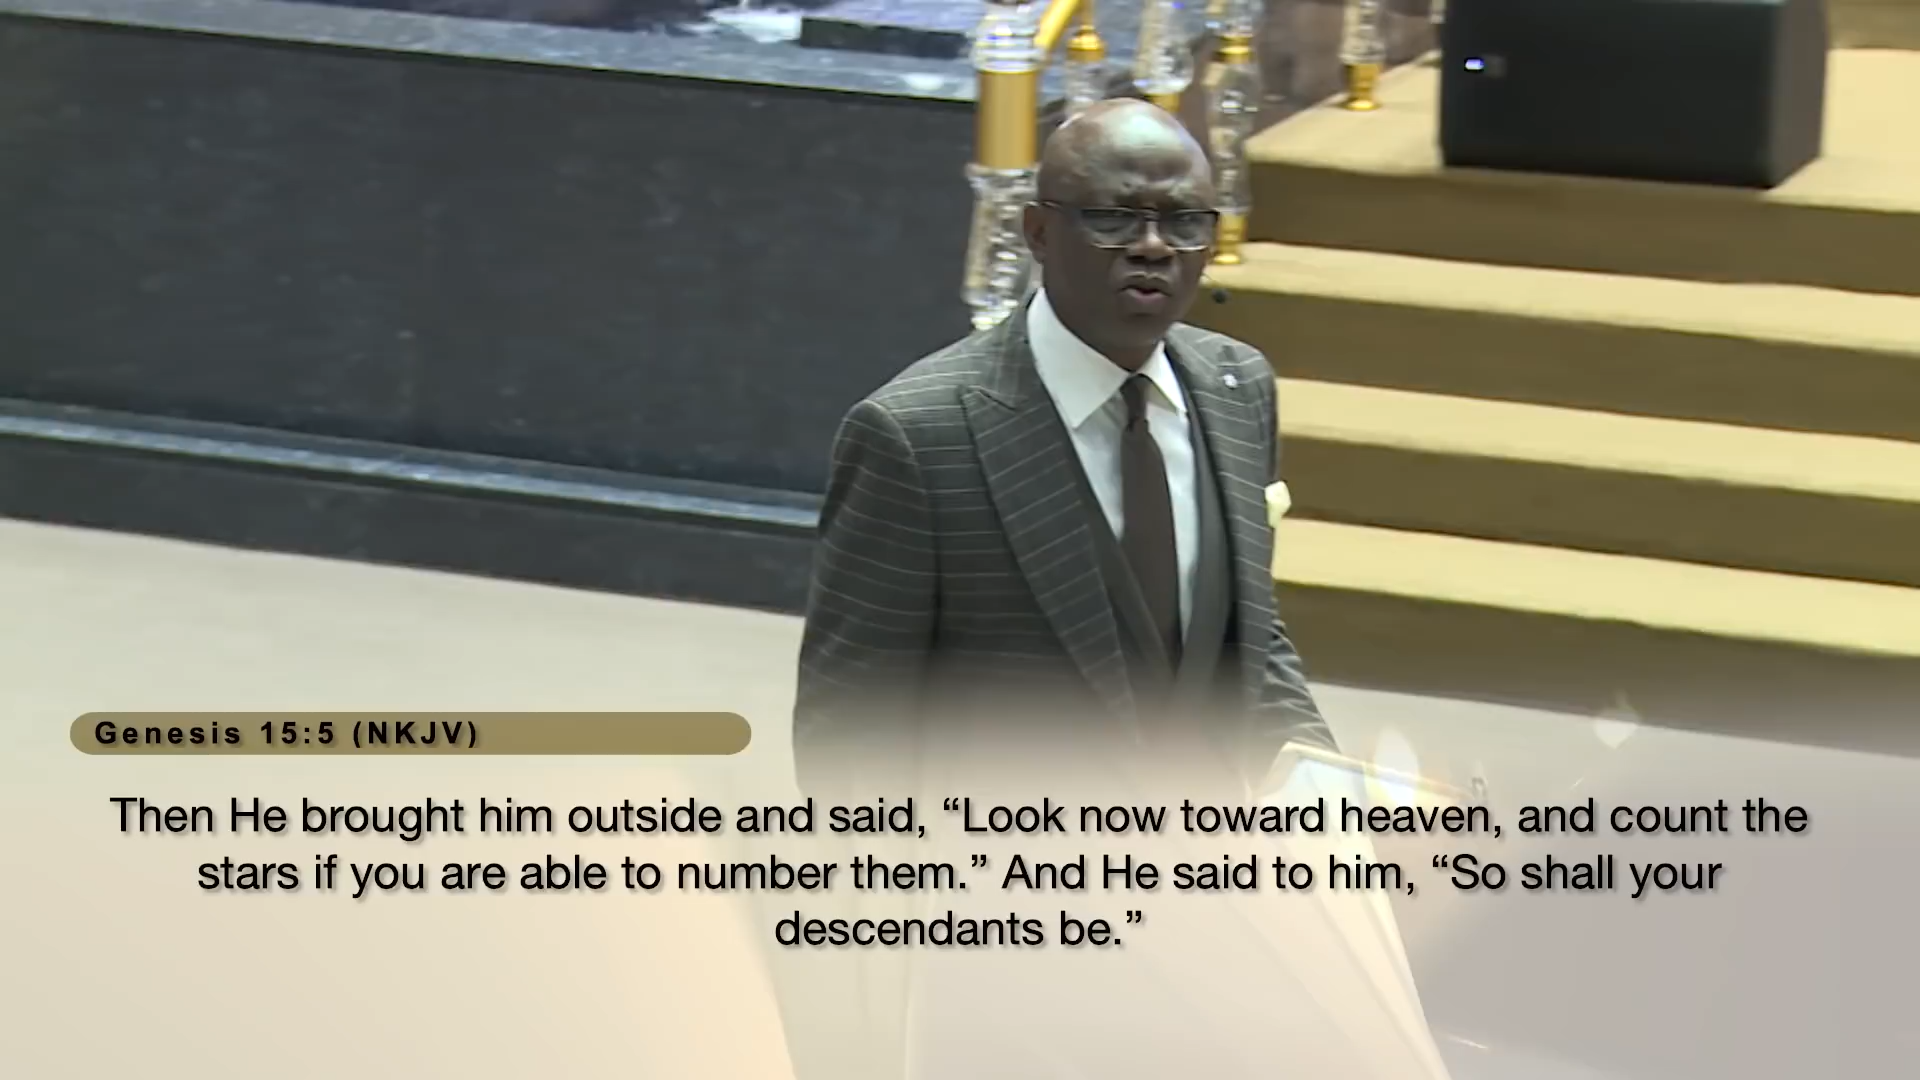 Genesis 15:5 (NKJV)
Then He brought him outside and said, “Look now toward heaven, and count the
stars if you are able to number them.” And He said to him, “So shall your
descendants be.”